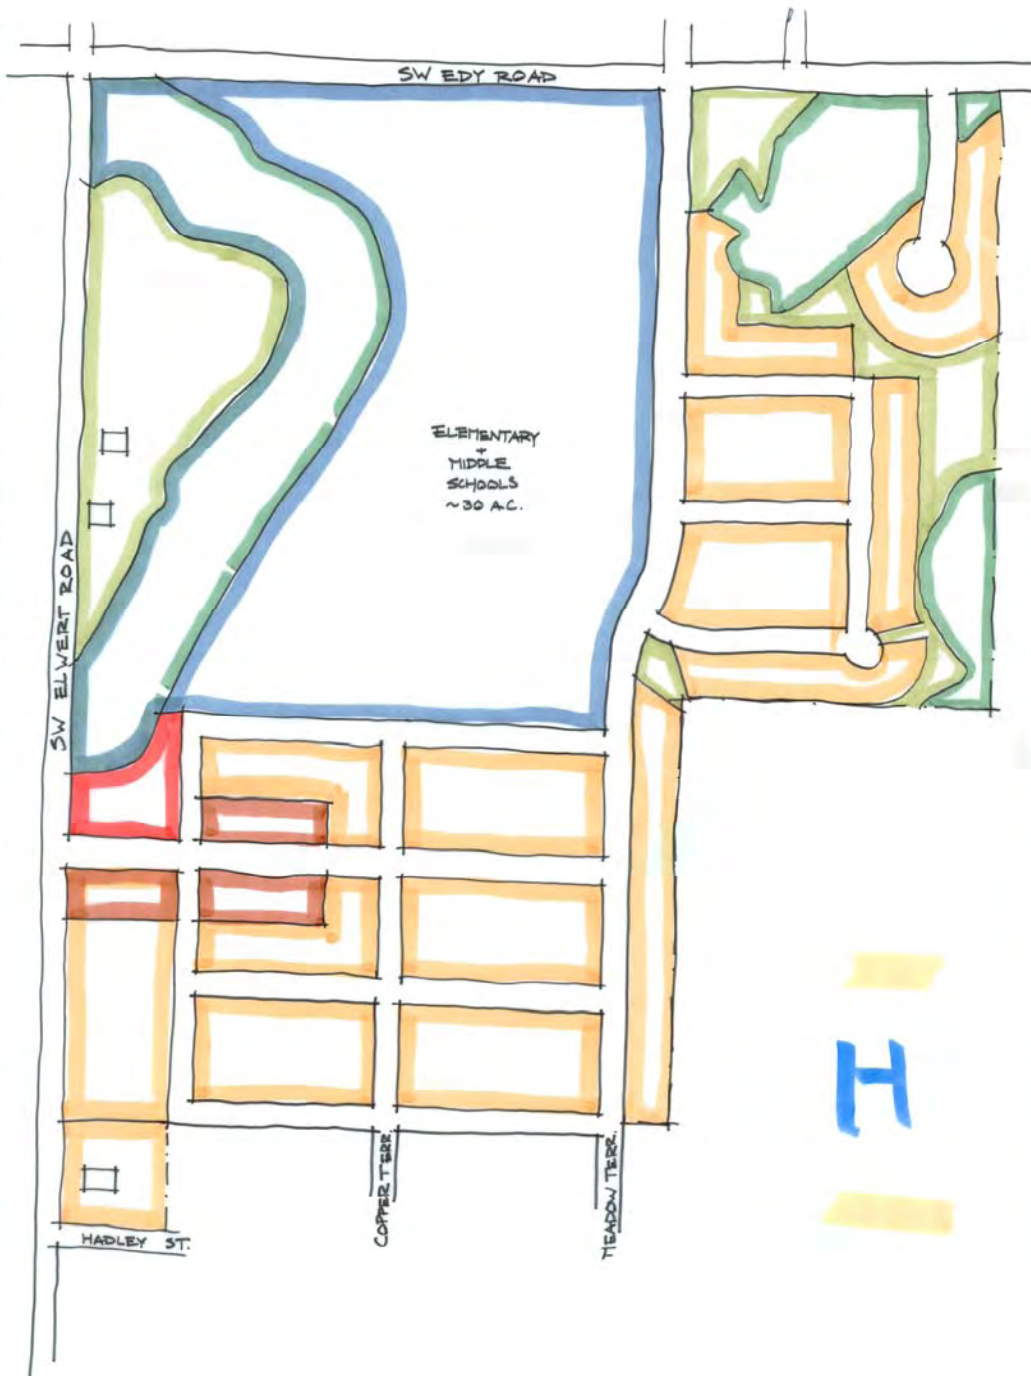 SW EDY ROAD
ELEMENTARY
+
MIDDLE
SCHOOLS
~30 A.C.
SW ELWERT ROAD
H
COPPER TERR.
MEADOW TERR.
HADLEY ST.